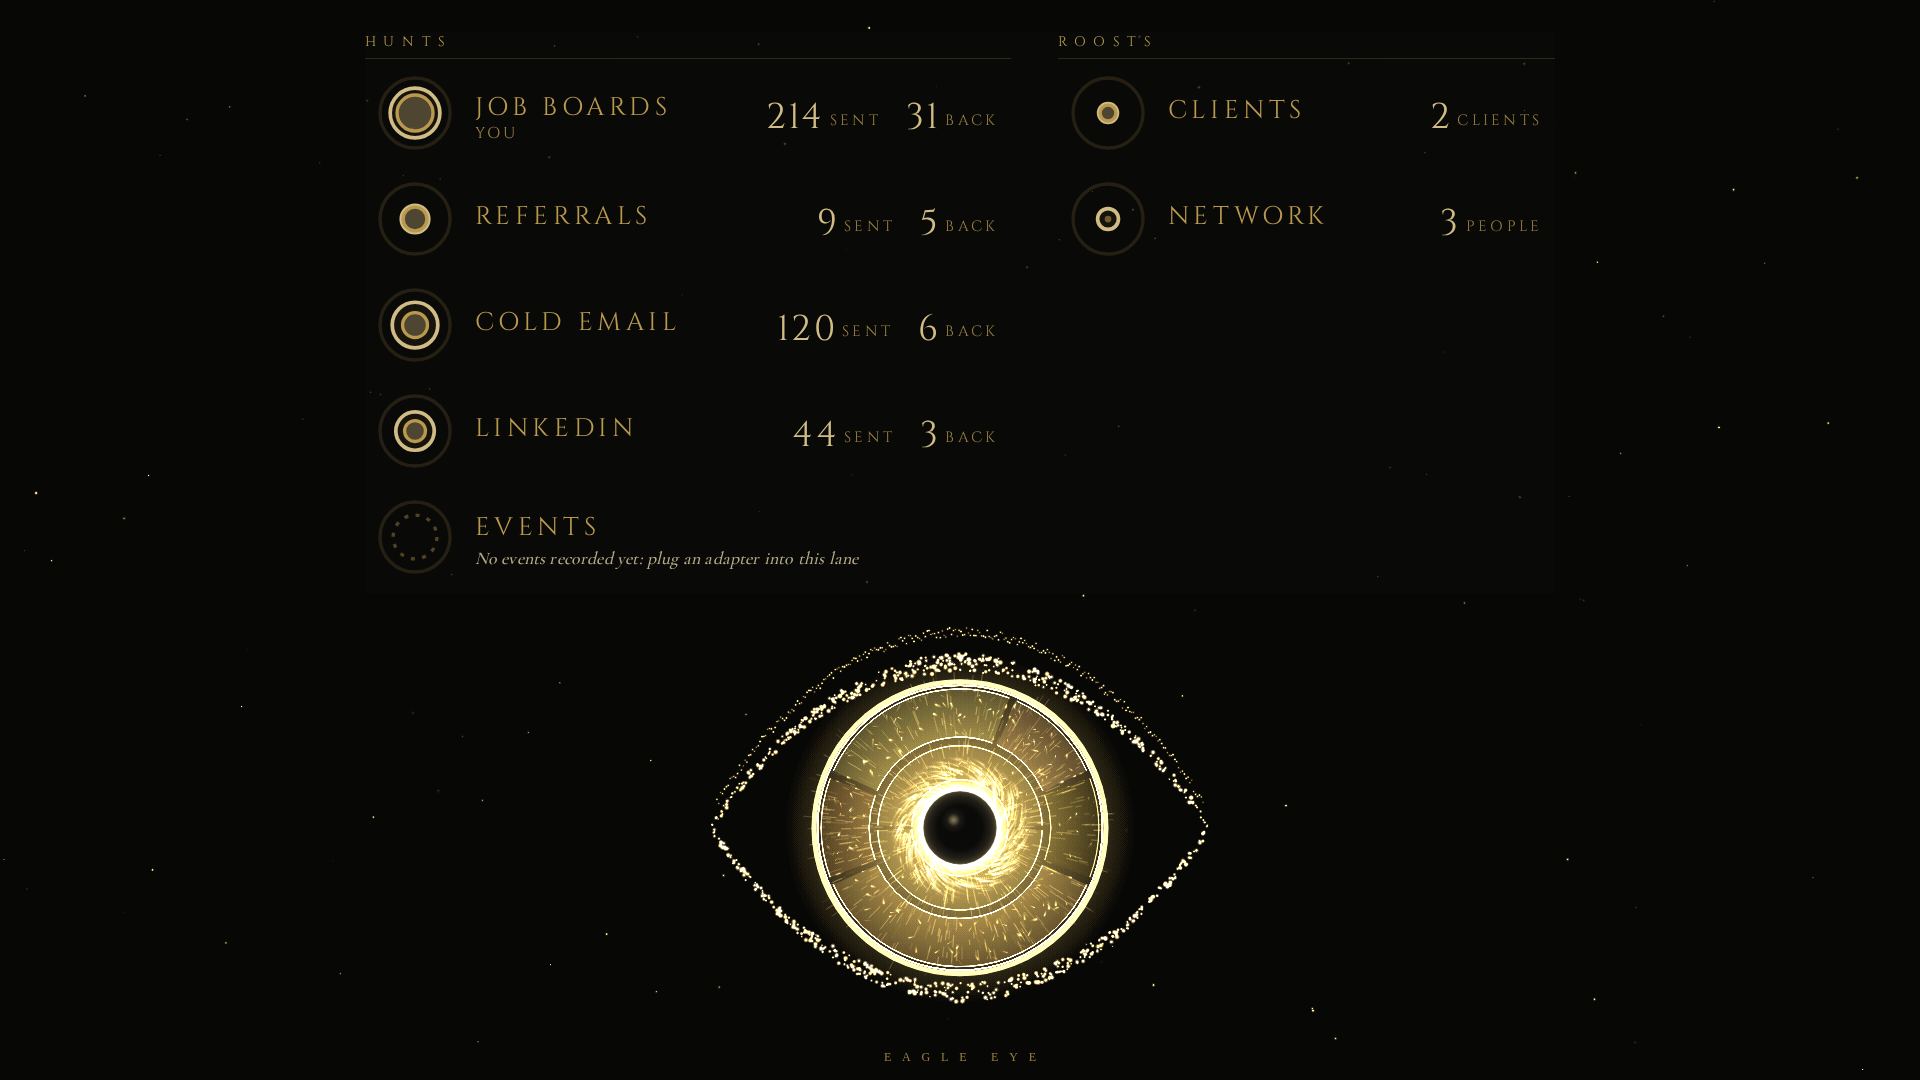 HUNTS
JOB BOARDS
YOU
214 SENT 31 BACK
REFERRALS
9 SENT 5 BACK
COLD EMAIL
120 SENT 6 BACK
LINKEDIN
44 SENT 3 BACK
EVENTS
No events recorded yet: plug an adapter into this lane
ROOSTS
CLIENTS
2 CLIENTS
NETWORK
3 PEOPLE
EAGLE EYE